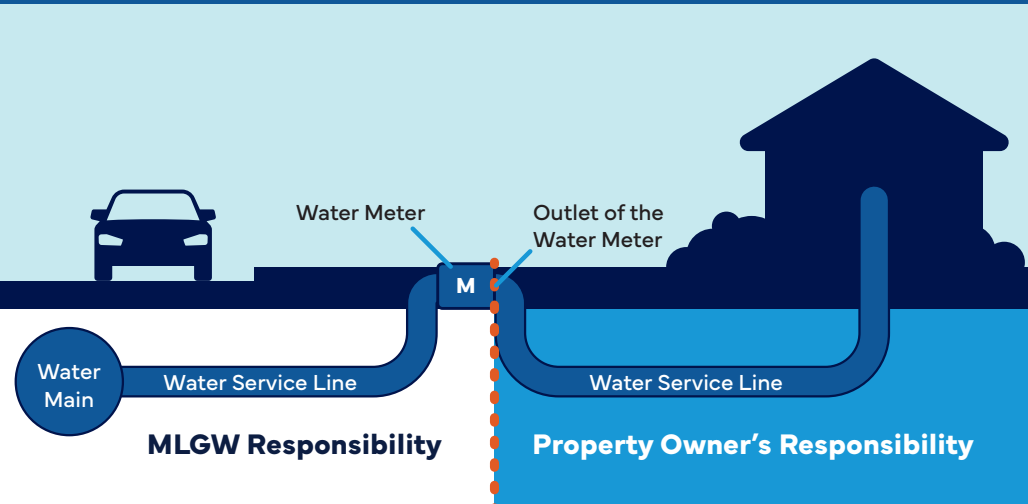 Water Meter
Outlet of the
Water Meter
M
Water
Main
Water Service Line
Water Service Line
MLGW Responsibility
Property Owner's Responsibility